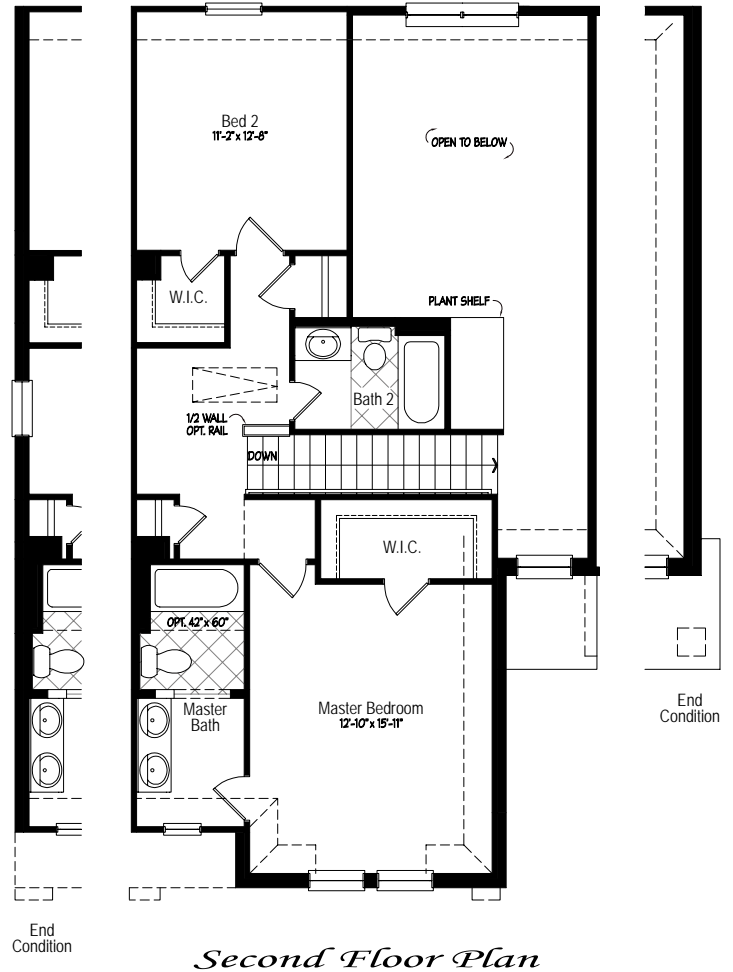 Bed 2
11'-2" x 12'-8"
OPEN TO BELOW
W.I.C.
PLANT SHELF
Bath 2
1/2 WALL
OPT. RAIL
DOWN
W.I.C.
OPT. 42" x 60"
Master
Bath
Master Bedroom
12'-10" x 15'-11"
End
Condition
End
Condition
Second Floor Plan